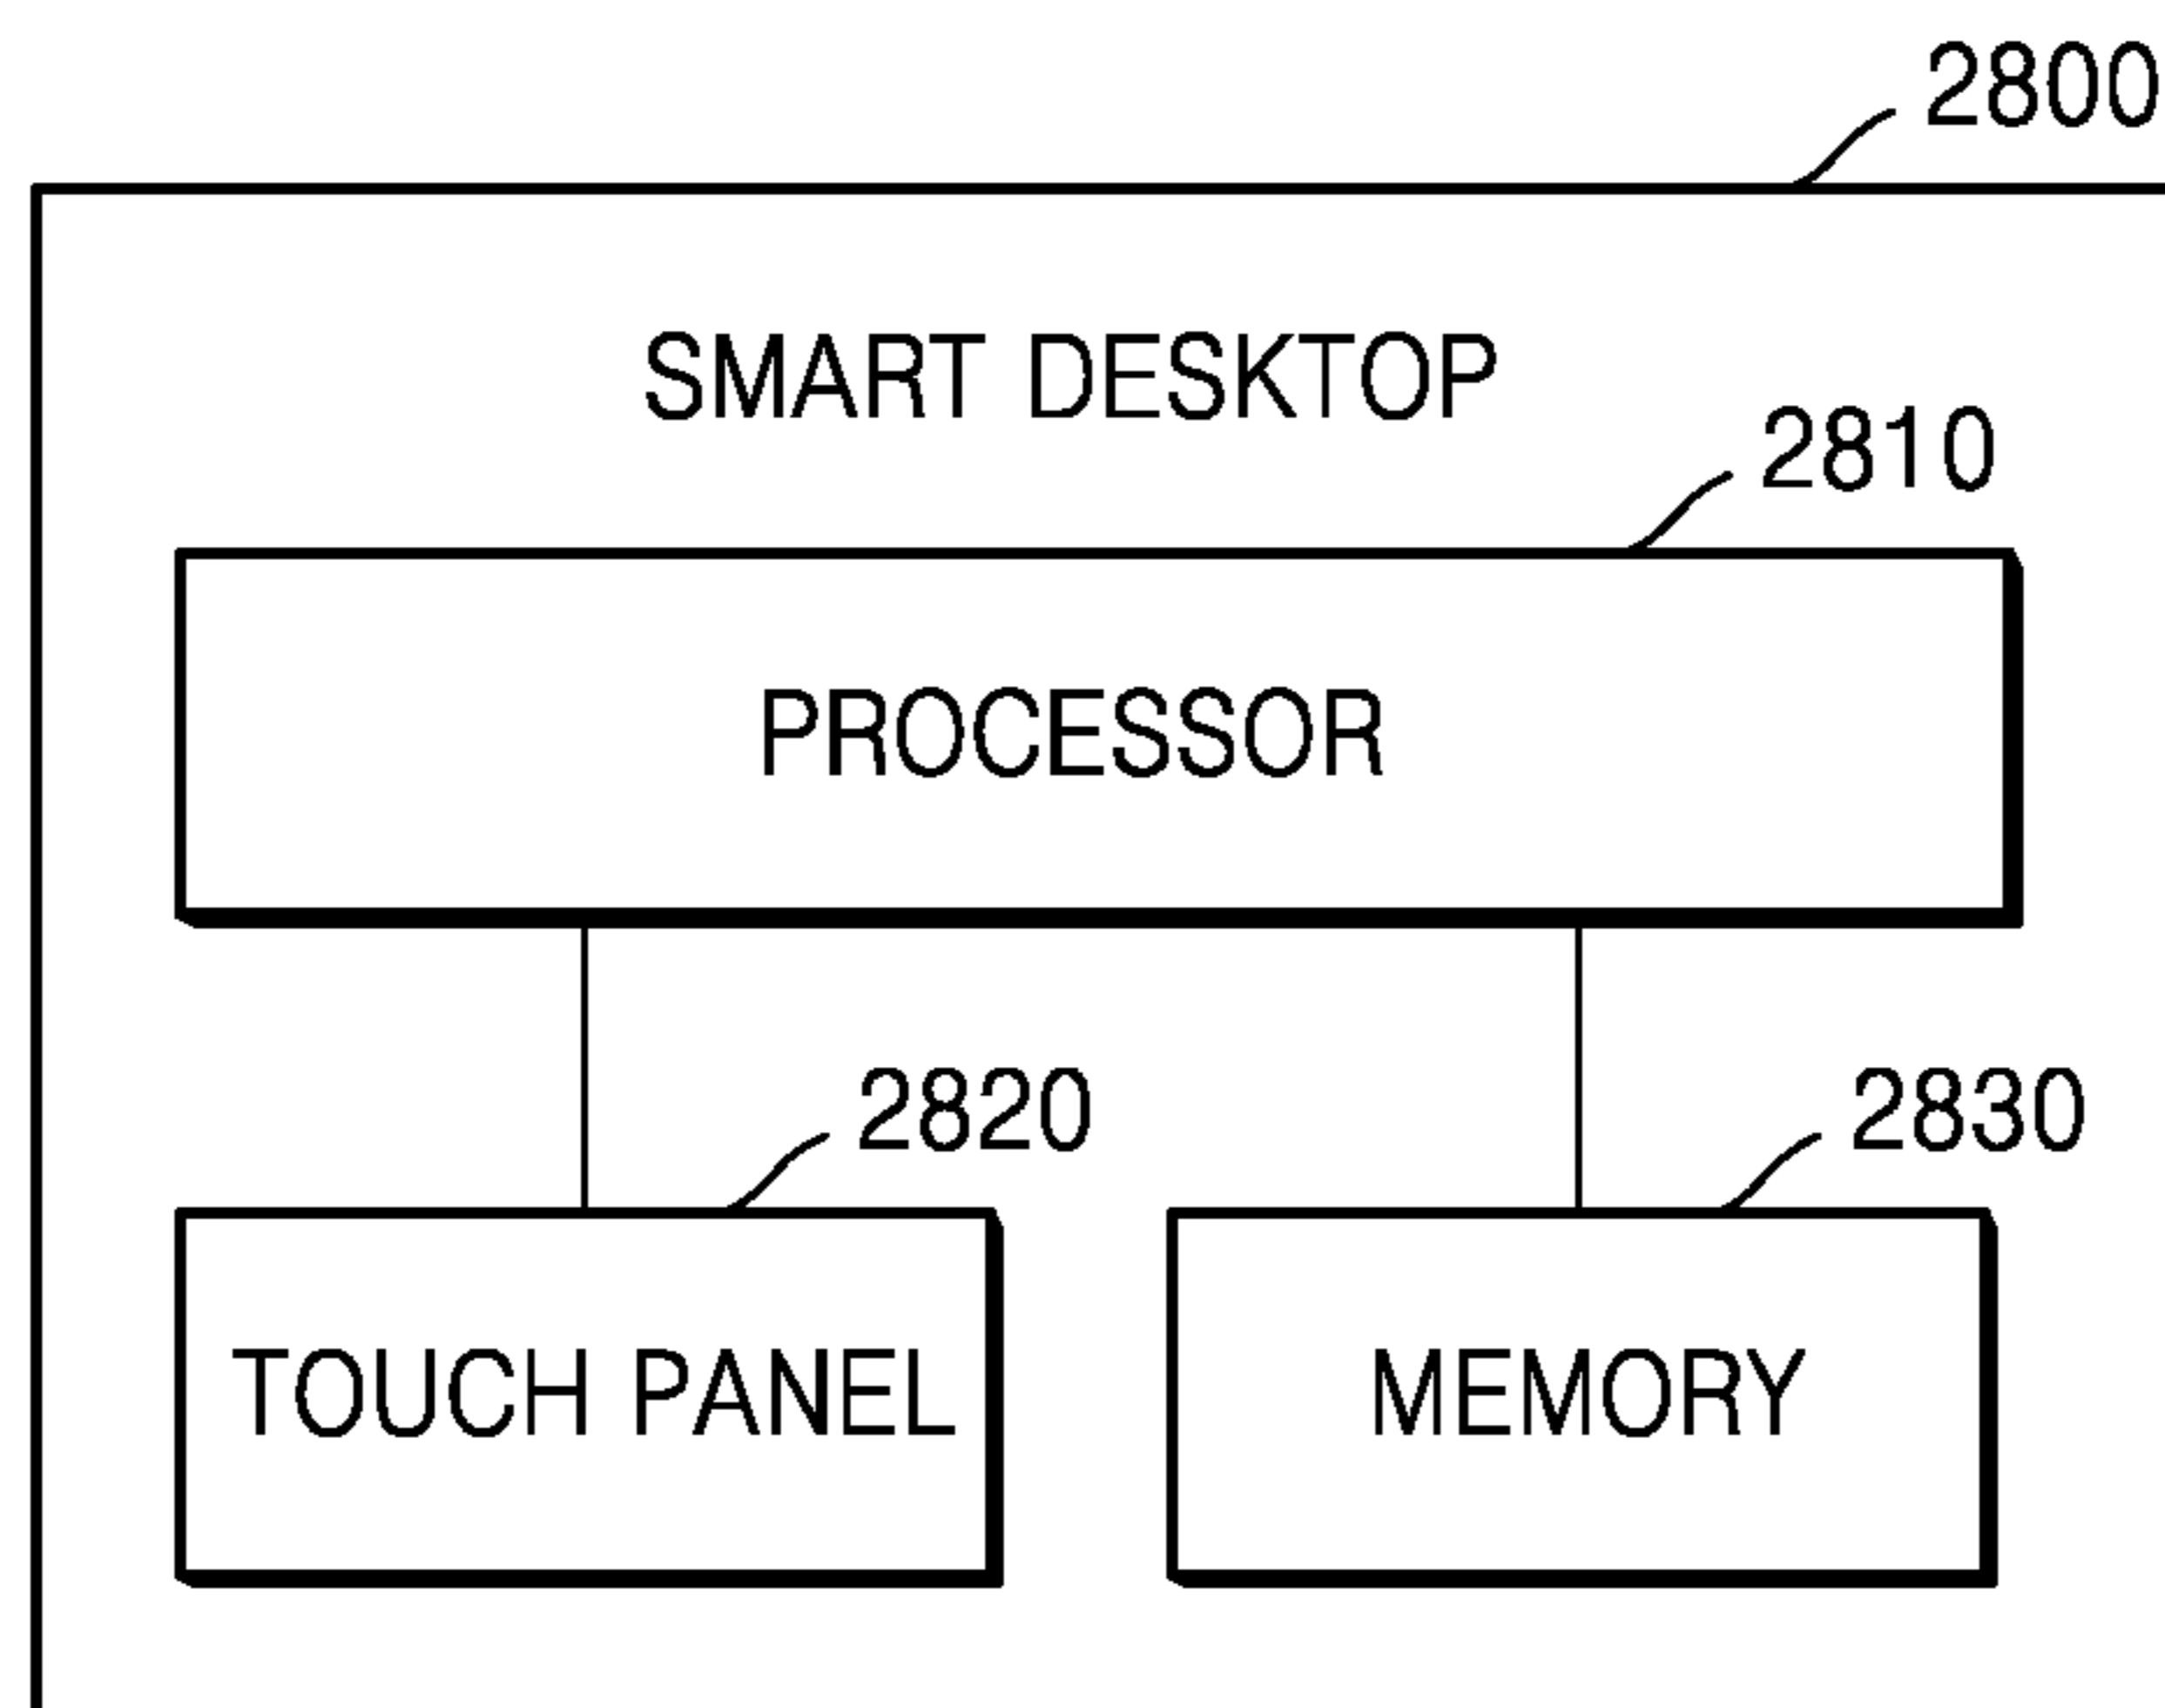 2800
SMART DESKTOP
2810
PROCESSOR
2820
2830
TOUCH PANEL
MEMORY